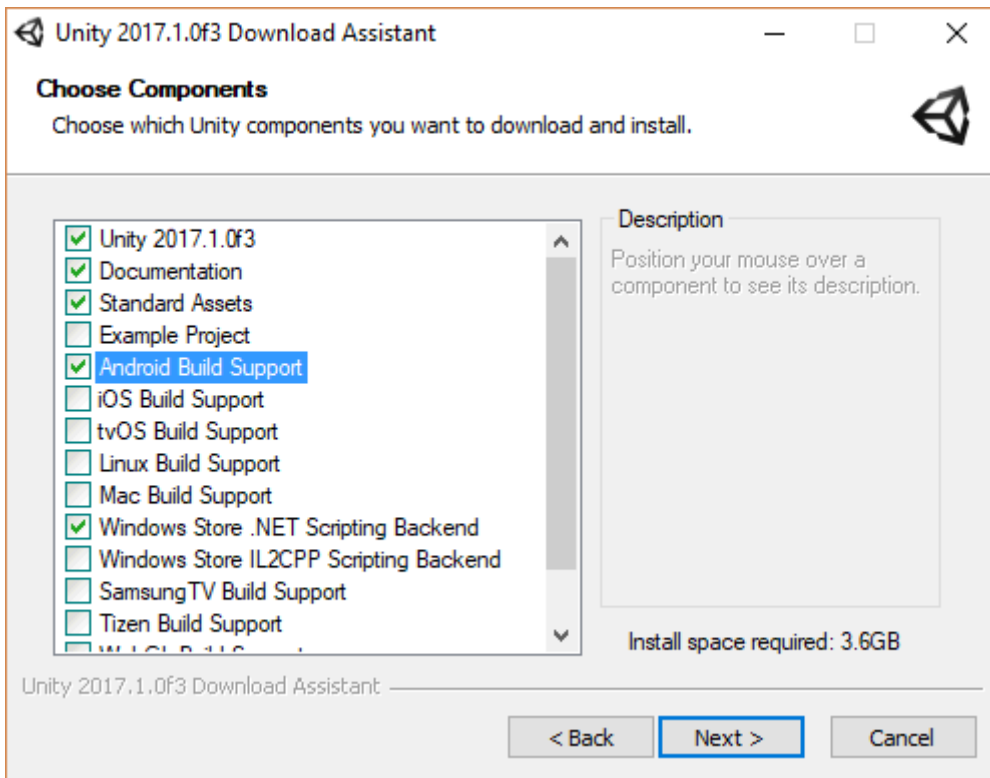 Unity 2017.1.0f3 Download Assistant
Choose Components
Choose which Unity components you want to download and install.
Unity 2017.1.0f3
Documentation
Standard Assets
Example Project
Android Build Support
iOS Build Support
tvOS Build Support
Linux Build Support
Mac Build Support
Windows Store .NET Scripting Backend
Windows Store IL2CPP Scripting Backend
SamsungTV Build Support
Tizen Build Support
Description
Position your mouse over a
component to see its description.
Install space required: 3.6GB
Unity 2017.1.0f3 Download Assistant
< Back
Next >
Cancel